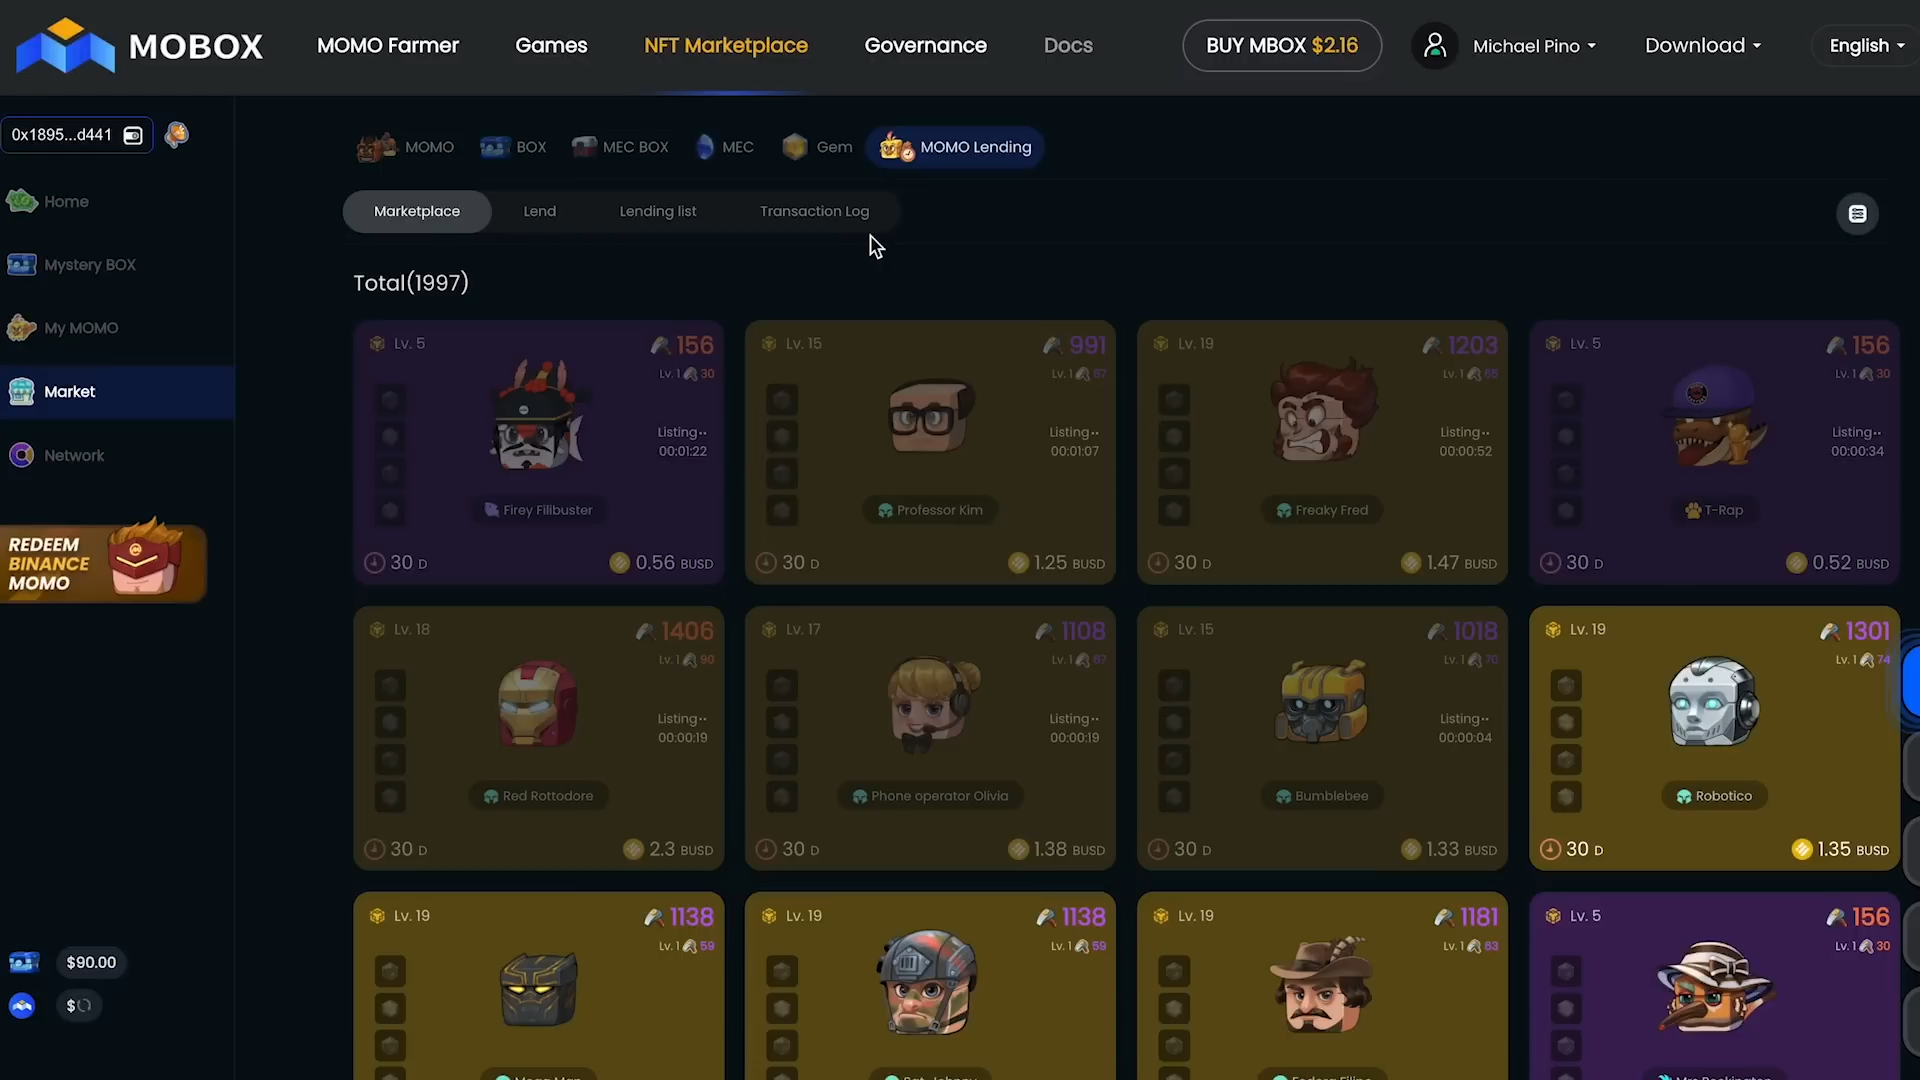 MOBOX
MOMO Farmer
Games
NFT Marketplace
Governance
Docs
BUY MBOX $2.16
Michael Pino
Download
English
0x1895...d441
Home
Mystery BOX
My MOMO
Market
Network
REDEEM
BINANCE
MOMO
$90.00
$
MOMO
BOX
MEC BOX
MEC
Gem
MOMO Lending
Marketplace
Lend
Lending list
Transaction Log
Total(1997)
Lv. 5
156
Lv. 1 30
Listing··
00:01:22
Firey Filibuster
30 D
0.56 BUSD
Lv. 15
991
Lv. 1 67
Listing··
00:01:07
Professor Kim
30 D
1.25 BUSD
Lv. 19
1203
Lv. 1 65
Listing··
00:00:52
Freaky Fred
30 D
1.47 BUSD
Lv. 5
156
Lv. 1 30
Listing··
00:00:34
T-Rap
30 D
0.52 BUSD
Lv. 18
1406
Lv. 1 90
Listing··
00:00:19
Red Rottodore
30 D
2.3 BUSD
Lv. 17
1108
Lv. 1 67
Listing··
00:00:19
Phone operator Olivia
30 D
1.38 BUSD
Lv. 15
1018
Lv. 1 70
Listing··
00:00:04
Bumblebee
30 D
1.33 BUSD
Lv. 19
1301
Lv. 1 74
Robotico
30 D
1.35 BUSD
Lv. 19
1138
Lv. 1 59
Lv. 19
1138
Lv. 1 59
Lv. 19
1181
Lv. 1 63
Lv. 5
156
Lv. 1 30